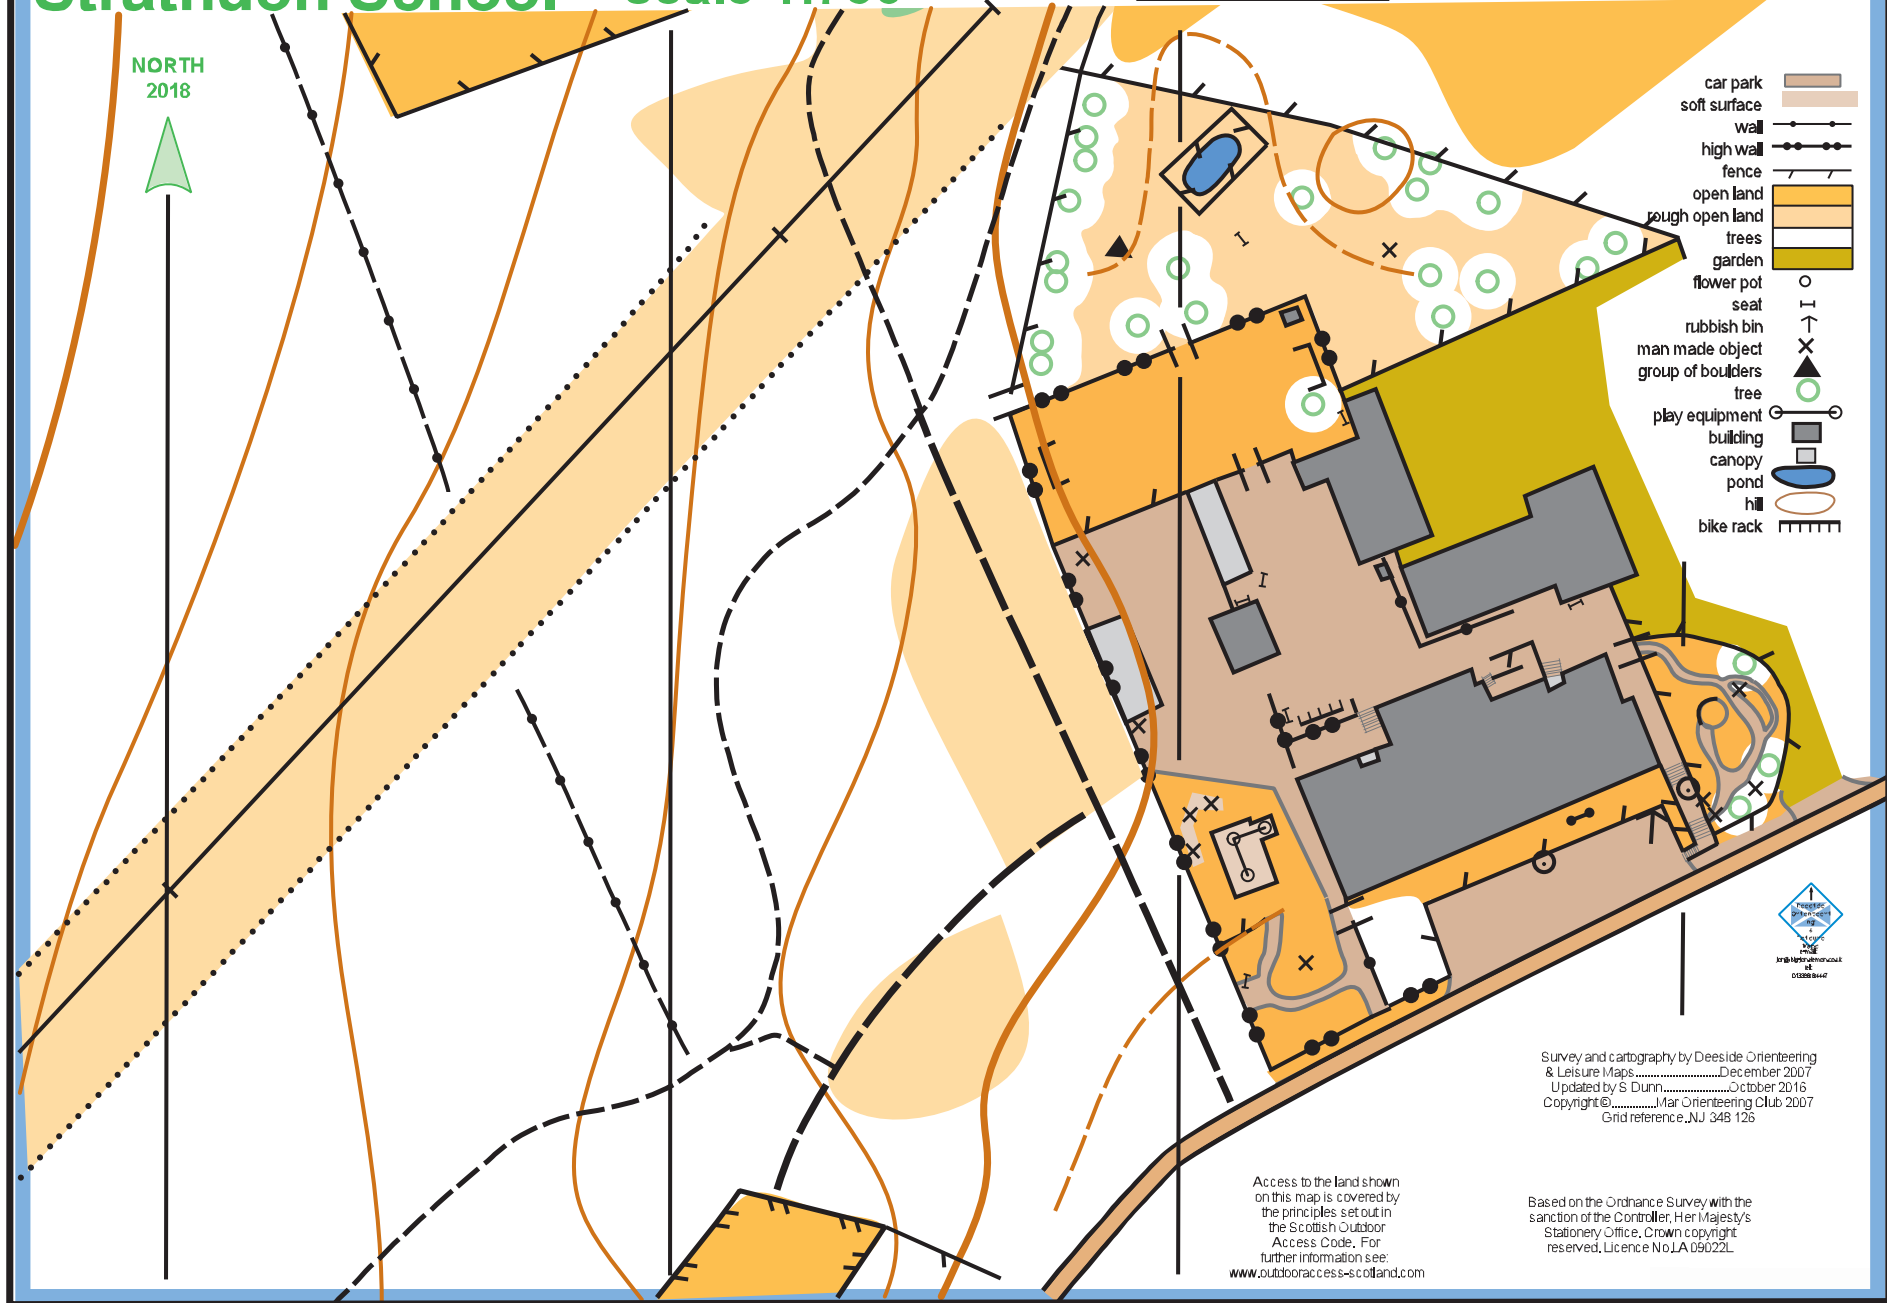 Strathdon School
NORTH
2018
car park
soft surface
wall
high wall
fence
open land
rough open land
trees
garden
flower pot
seat
rubbish bin
man made object
group of boulders
tree
play equipment
building
canopy
pond
hill
bike rack
Survey and cartography by Deeside Orienteering
& Leisure Maps.....................December 2007
Updated by S Dunn.................October 2016
Copyright ©...........Mar Orienteering Club 2007
Grid reference..NJ 348 126
Access to the land shown
on this map is covered by
the principles set out in
the Scottish Outdoor
Access Code. For
further information see:
www.outdooraccess-scotland.com
Based on the Ordnance Survey with the
sanction of the Controller, Her Majesty's
Stationery Office. Crown copyright
reserved. Licence No.LA 09022L